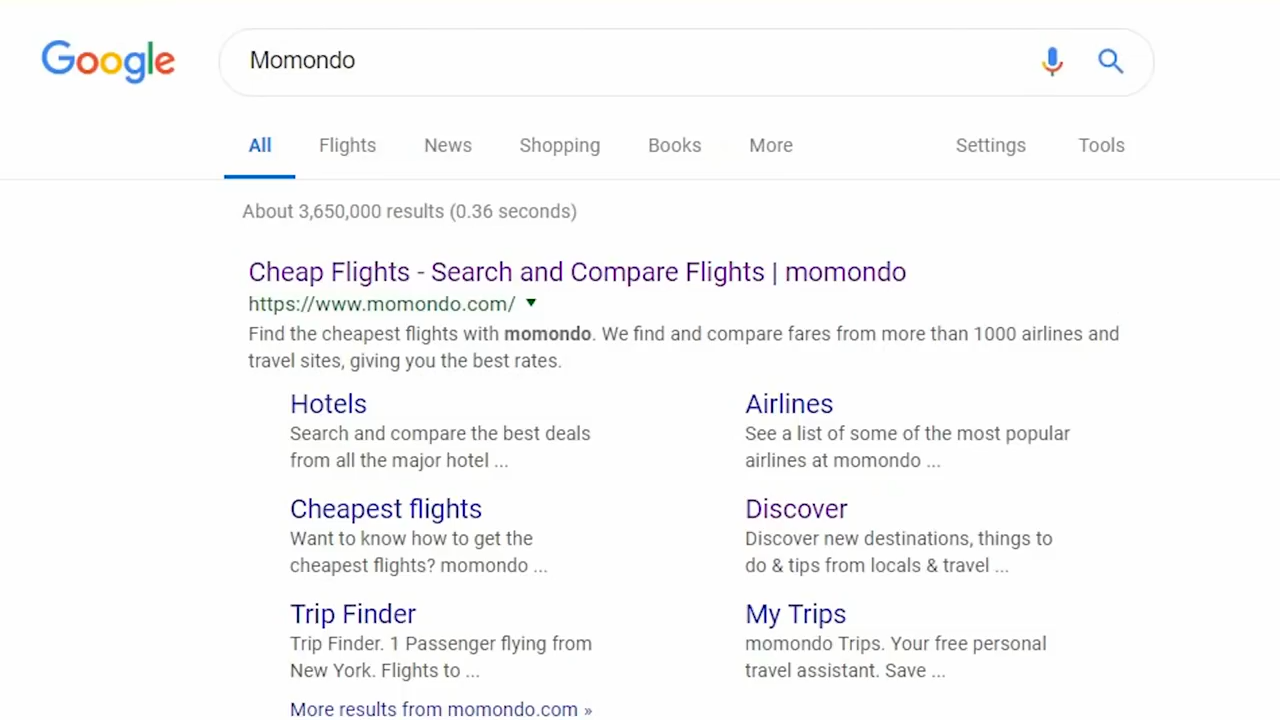 Google
Momondo
All Flights News Shopping Books More Settings Tools
About 3,650,000 results (0.36 seconds)
Cheap Flights - Search and Compare Flights | momondo
https://www.momondo.com/
Find the cheapest flights with momondo. We find and compare fares from more than 1000 airlines and
travel sites, giving you the best rates.
Hotels
Search and compare the best deals
from all the major hotel ...
Airlines
See a list of some of the most popular
airlines at momondo ...
Cheapest flights
Want to know how to get the
cheapest flights? momondo ...
Discover
Discover new destinations, things to
do & tips from locals & travel ...
Trip Finder
Trip Finder. 1 Passenger flying from
New York. Flights to ...
My Trips
momondo Trips. Your free personal
travel assistant. Save ...
More results from momondo.com »